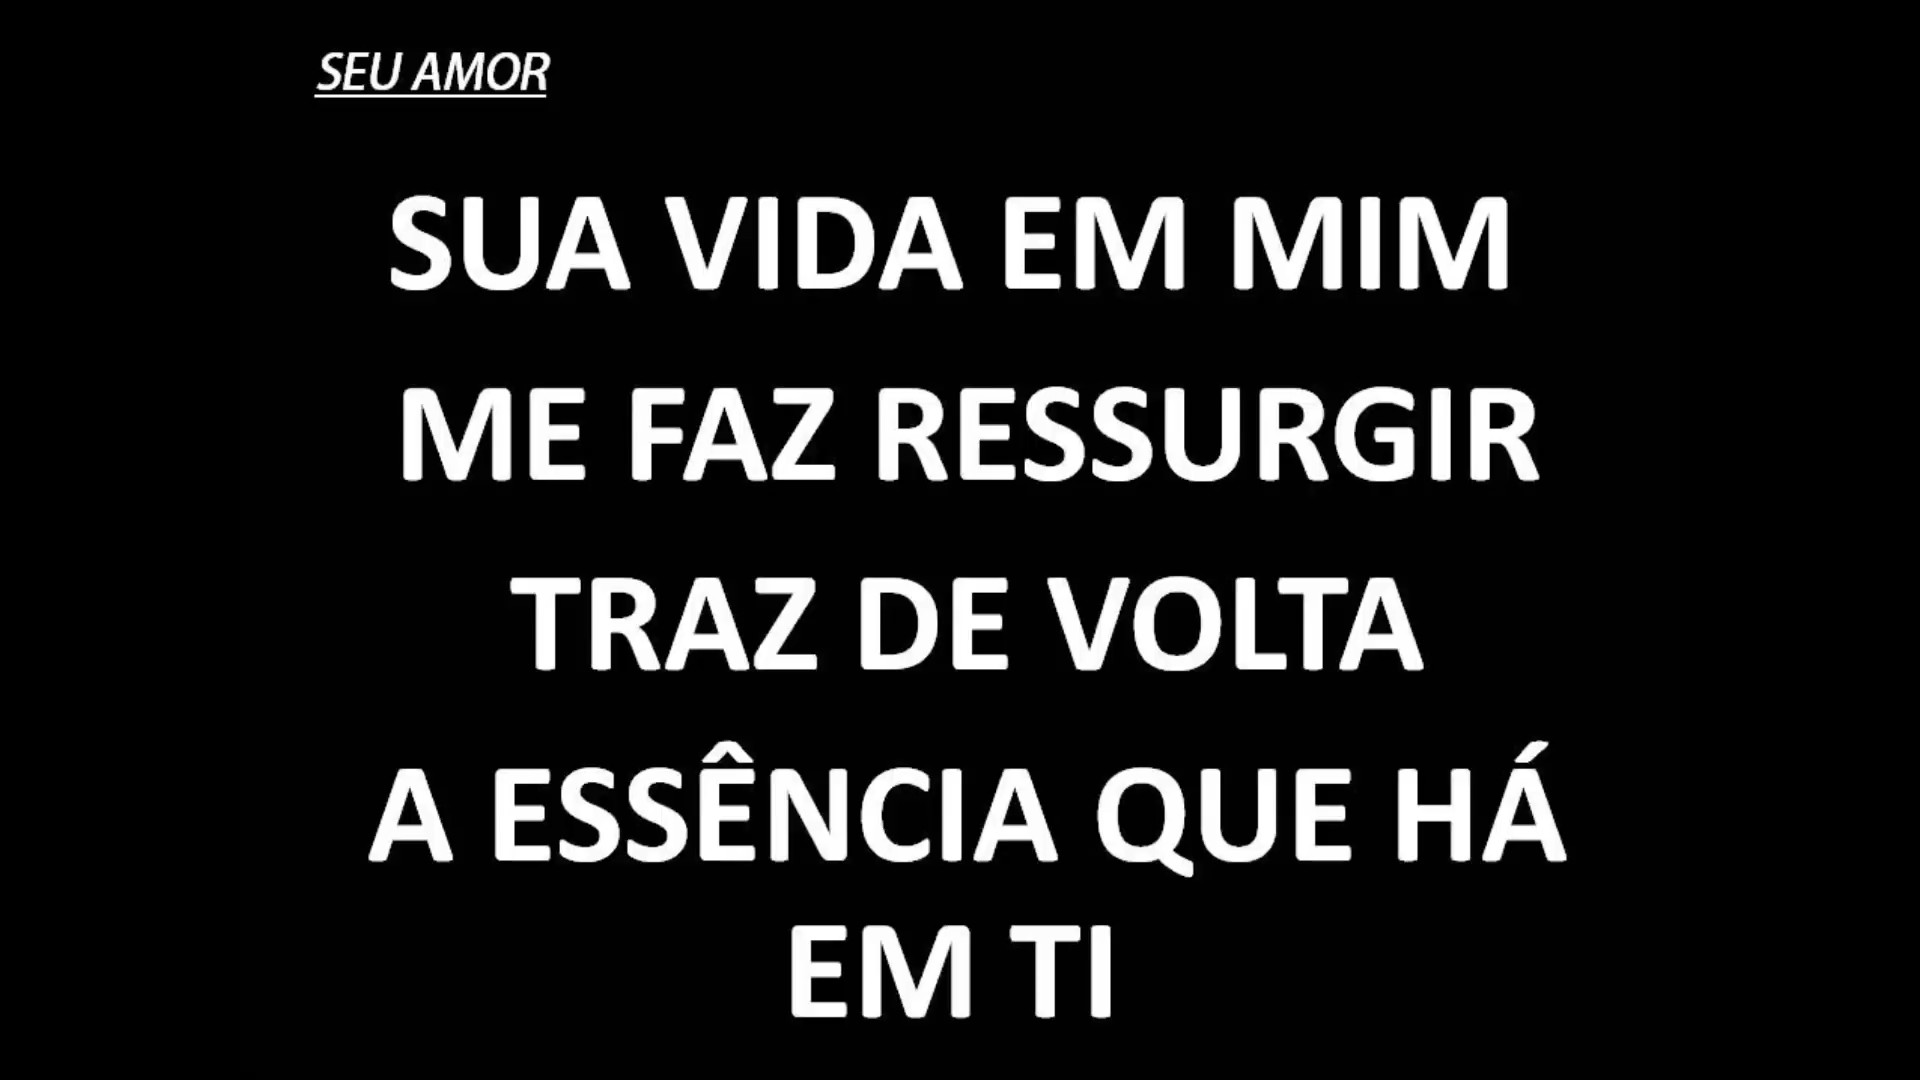 SEU AMOR
SUA VIDA EM MIM
ME FAZ RESSURGIR
TRAZ DE VOLTA
A ESSÊNCIA QUE HÁ
EM TI